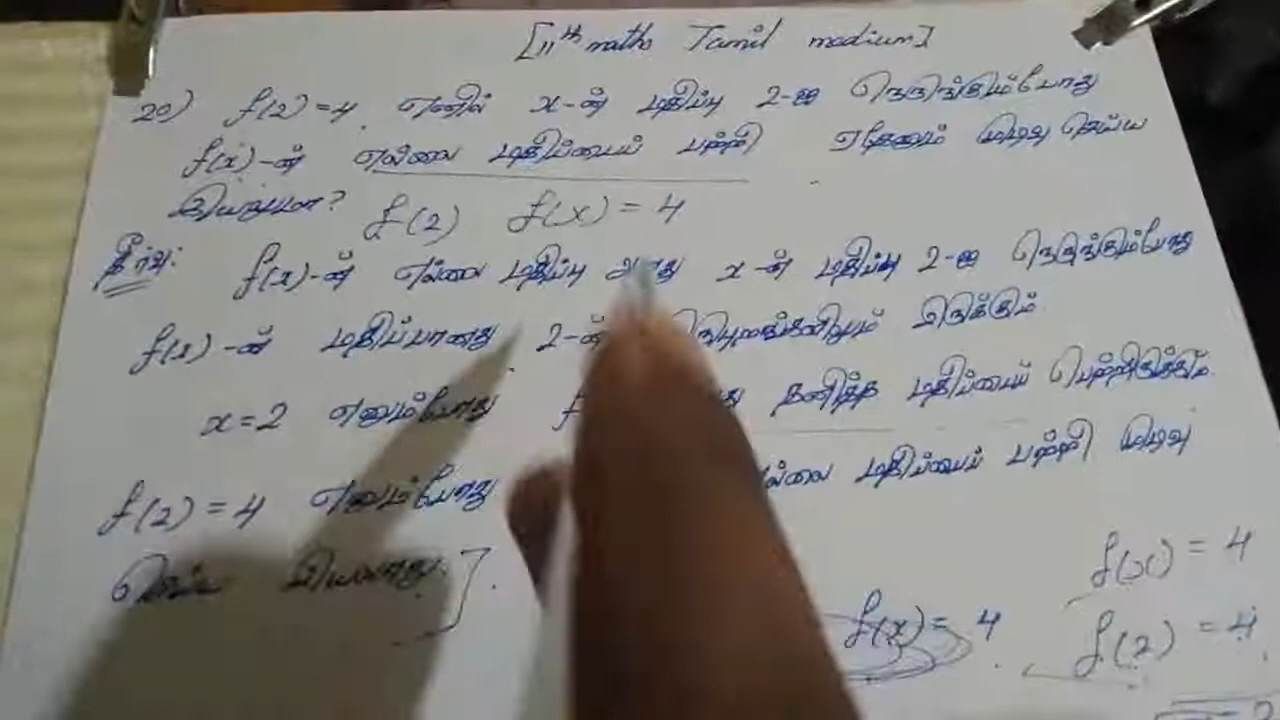 [11th maths Tamil medium]
20) f(2)=4 எனில் x-ன் மதிப்பு 2-ஐ நெருங்கும்போது
f(x)-ன் எல்லை மதிப்பைப் பற்றி ஏதேனும் முடிவு செய்ய
இயலுமா? f(2) f(x) = 4
தீர்வு: f(x)-ன் எல்லை மதிப்பு x-ன் மதிப்பு 2-ஐ நெருங்கும்போது
f(x)-ன் மதிப்பானது 2-ன் இருக்கும்.
x=2 எனும்போது தனித்த மதிப்பைப் பெற்றிருக்கும்.
f(2) = 4 எனும்போது எல்லை மதிப்பைப் பற்றி முடிவு
செய்ய இயலாது.
f(x) = 4
f(x) = 4
f(2) = 4